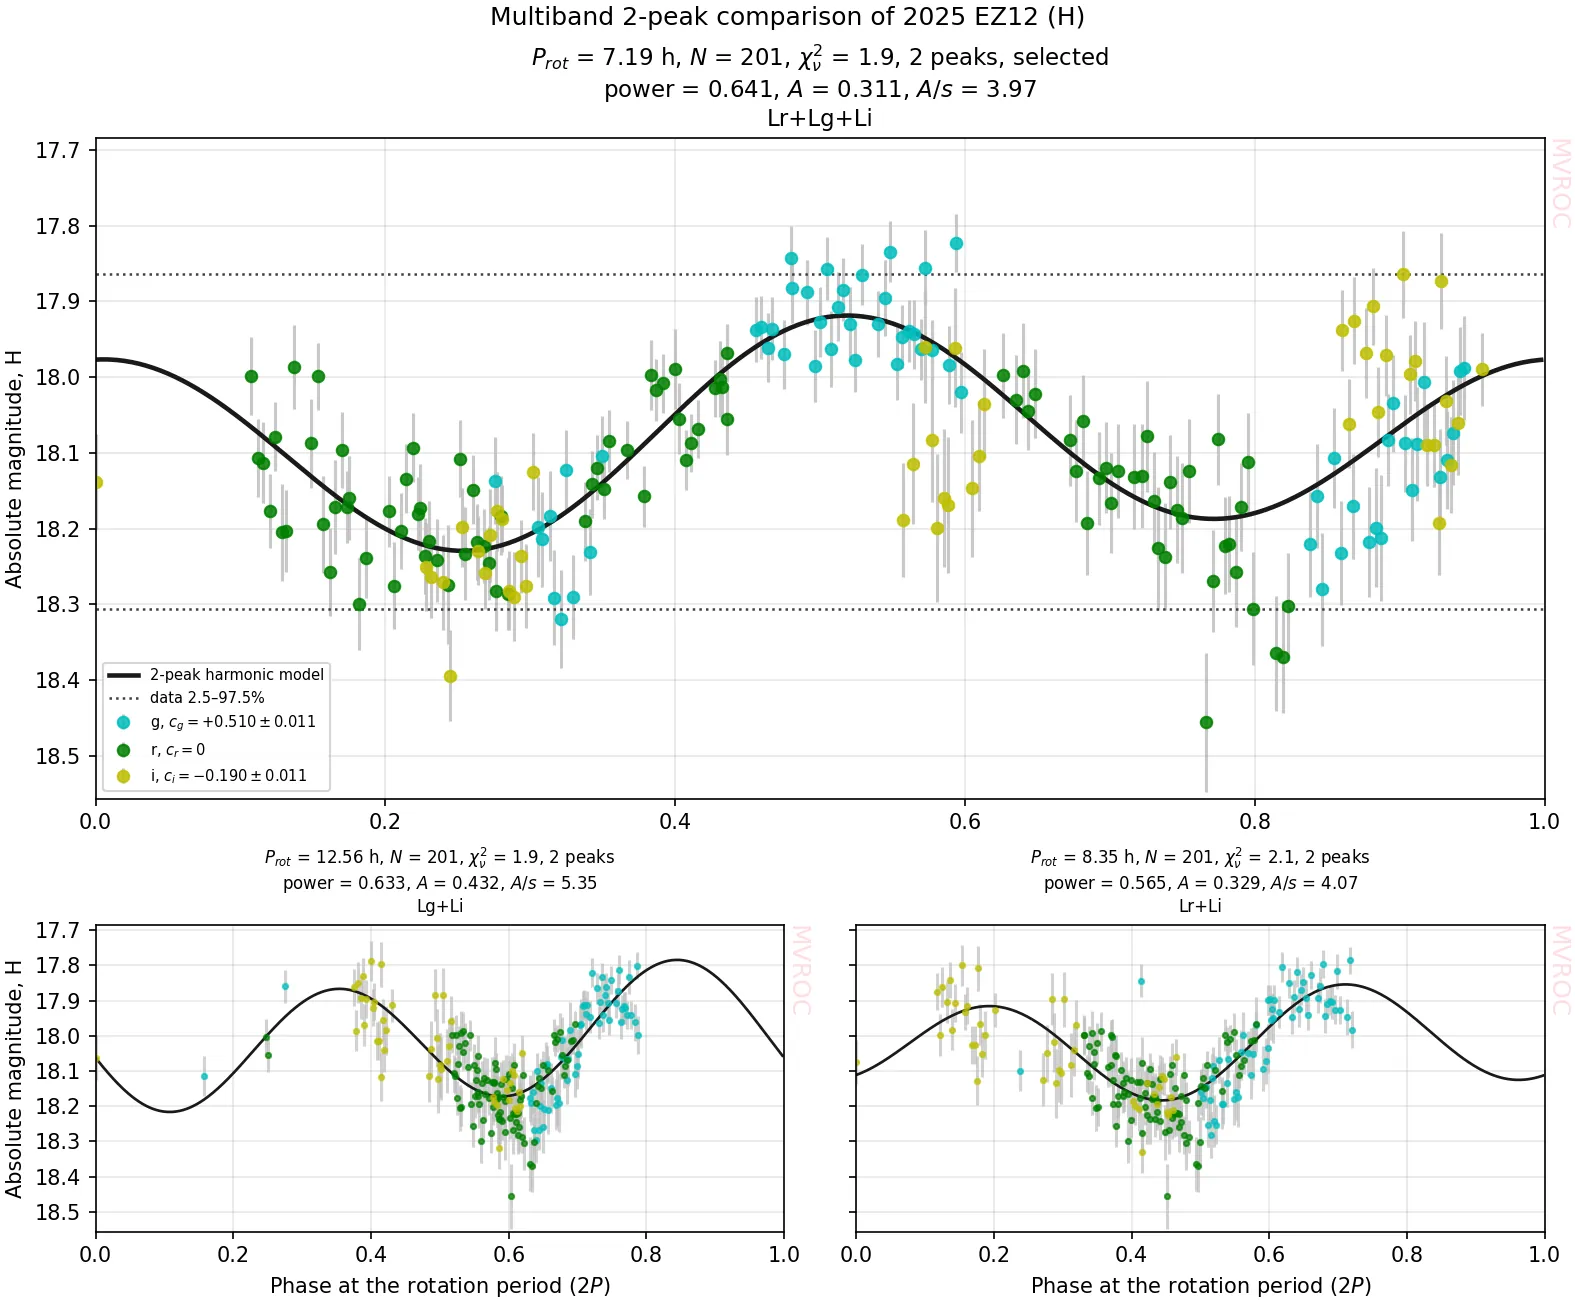 Multiband 2-peak comparison of 2025 EZ12 (H)
P_rot = 7.19 h, N = 201, χ²_ν = 1.9, 2 peaks, selected
power = 0.641, A = 0.311, A/s = 3.97
Lr+Lg+Li
17.7
17.8
17.9
18.0
18.1
18.2
18.3
18.4
18.5
Absolute magnitude, H
MVROC
2-peak harmonic model
data 2.5–97.5%
g, c_g = +0.510 ± 0.011
r, c_r = 0
i, c_i = −0.190 ± 0.011
0.0 0.2 0.4 0.6 0.8 1.0
P_rot = 12.56 h, N = 201, χ²_ν = 1.9, 2 peaks
power = 0.633, A = 0.432, A/s = 5.35
Lg+Li
17.7
17.8
17.9
18.0
18.1
18.2
18.3
18.4
18.5
Absolute magnitude, H
MVROC
0.0 0.2 0.4 0.6 0.8 1.0
Phase at the rotation period (2P)
P_rot = 8.35 h, N = 201, χ²_ν = 2.1, 2 peaks
power = 0.565, A = 0.329, A/s = 4.07
Lr+Li
MVROC
0.0 0.2 0.4 0.6 0.8 1.0
Phase at the rotation period (2P)